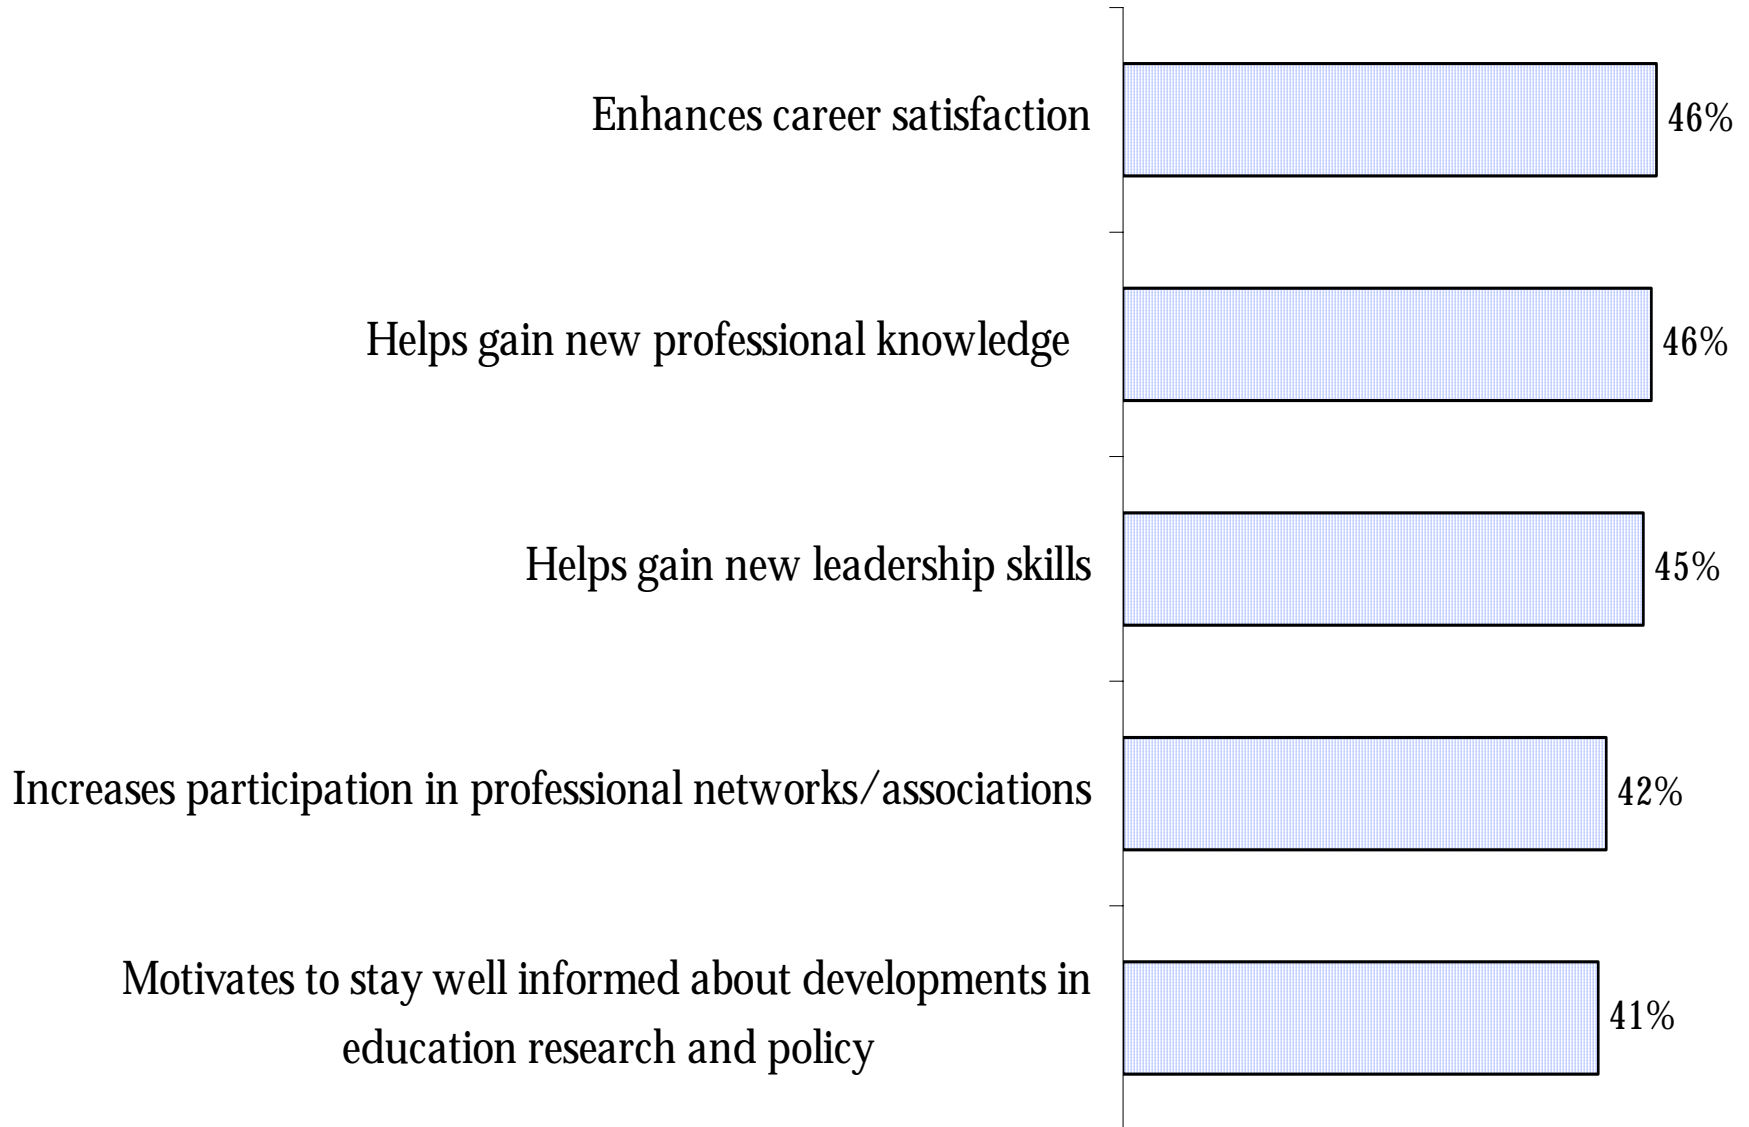 Enhances career satisfaction 46%
Helps gain new professional knowledge 46%
Helps gain new leadership skills 45%
Increases participation in professional networks/associations 42%
Motivates to stay well informed about developments in
education research and policy
41%